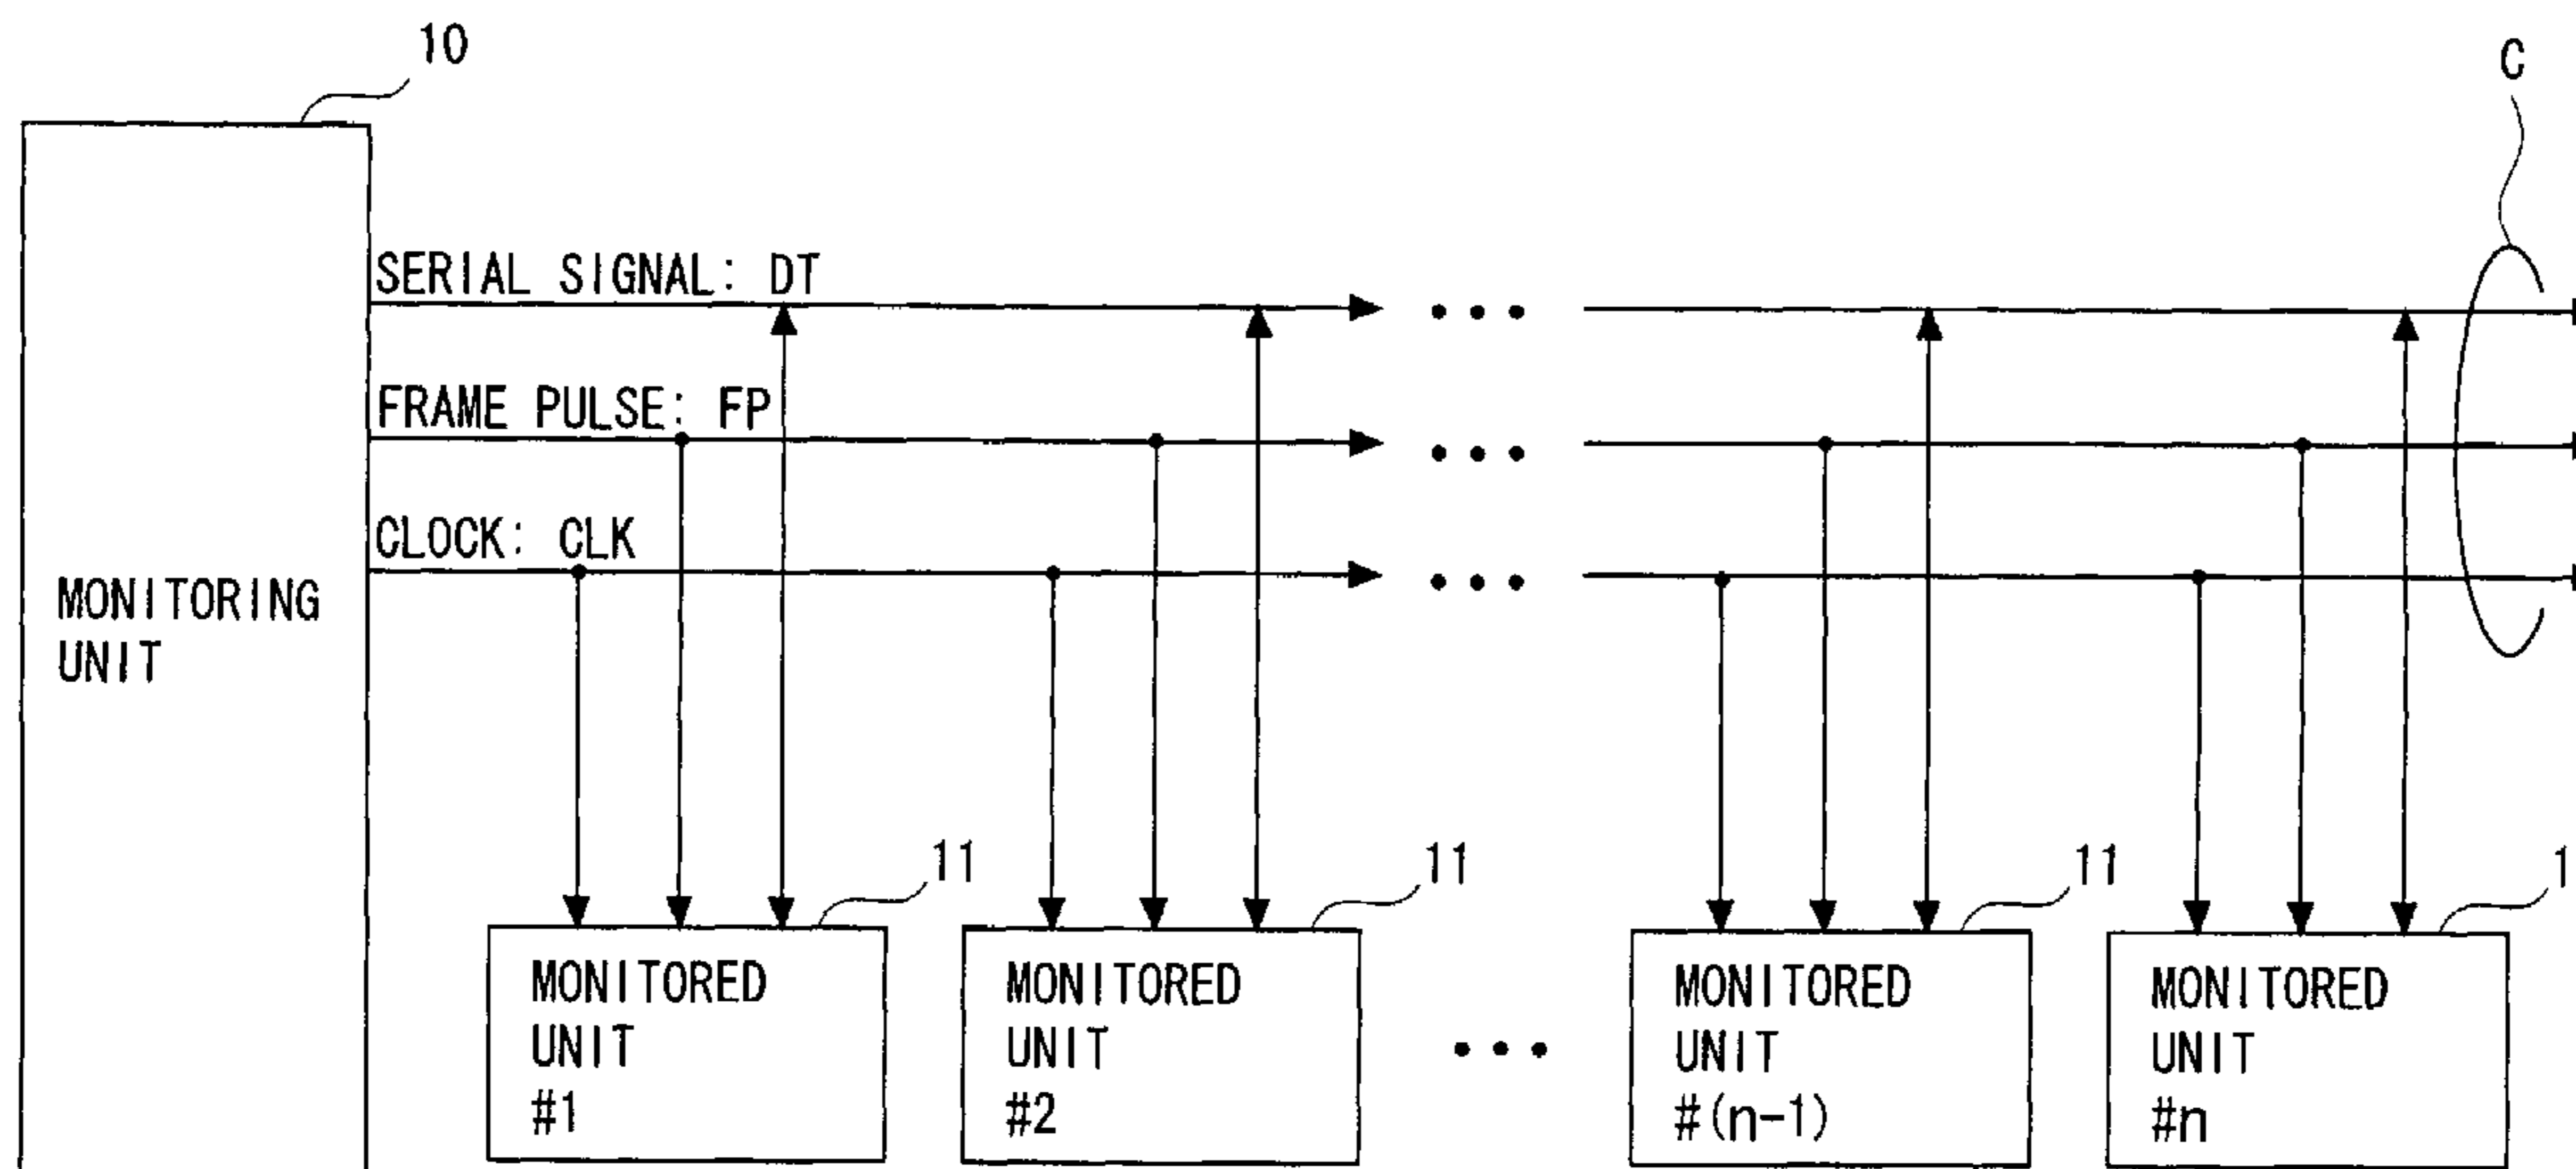 10
C
SERIAL SIGNAL: DT
FRAME PULSE: FP
CLOCK: CLK
MONITORING
UNIT
11
11
11
1
MONITORED
UNIT
#1
MONITORED
UNIT
#2
MONITORED
UNIT
#(n-1)
MONITORED
UNIT
#n